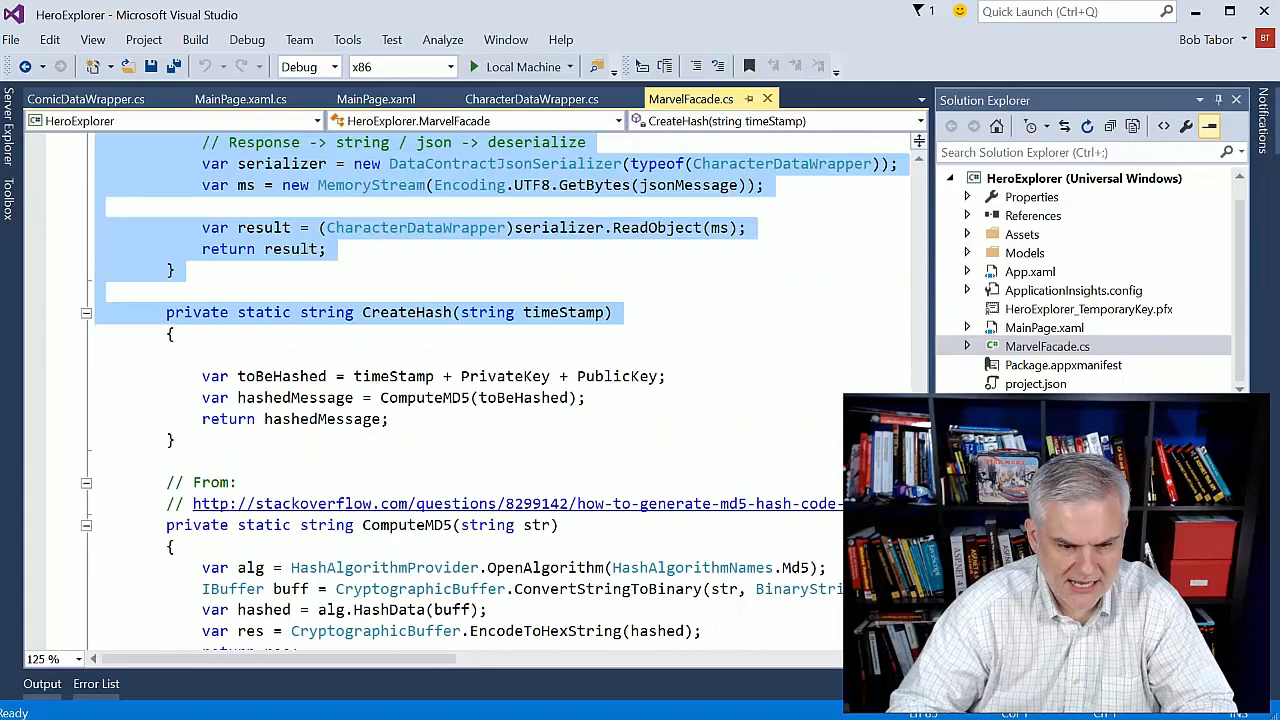 HeroExplorer - Microsoft Visual Studio
1
Quick Launch (Ctrl+Q)
File Edit View Project Build Debug Team Tools Test Analyze Window Help
Bob Tabor BT
Debug x86 Local Machine
ComicDataWrapper.cs MainPage.xaml.cs MainPage.xaml CharacterDataWrapper.cs MarvelFacade.cs
HeroExplorer HeroExplorer.MarvelFacade CreateHash(string timeStamp)
Server Explorer
Toolbox
// Response -> string / json -> deserialize
var serializer = new DataContractJsonSerializer(typeof(CharacterDataWrapper));
var ms = new MemoryStream(Encoding.UTF8.GetBytes(jsonMessage));
var result = (CharacterDataWrapper)serializer.ReadObject(ms);
return result;
}
private static string CreateHash(string timeStamp)
{
var toBeHashed = timeStamp + PrivateKey + PublicKey;
var hashedMessage = ComputeMD5(toBeHashed);
return hashedMessage;
}
// From:
// http://stackoverflow.com/questions/8299142/how-to-generate-md5-hash-code-
private static string ComputeMD5(string str)
{
var alg = HashAlgorithmProvider.OpenAlgorithm(HashAlgorithmNames.Md5);
IBuffer buff = CryptographicBuffer.ConvertStringToBinary(str, BinaryStri
var hashed = alg.HashData(buff);
var res = CryptographicBuffer.EncodeToHexString(hashed);
125 %
Output Error List
Solution Explorer
Search Solution Explorer (Ctrl+;)
HeroExplorer (Universal Windows)
Properties
References
Assets
Models
App.xaml
ApplicationInsights.config
HeroExplorer_TemporaryKey.pfx
MainPage.xaml
MarvelFacade.cs
Package.appxmanifest
project.json
Notifications
Ready